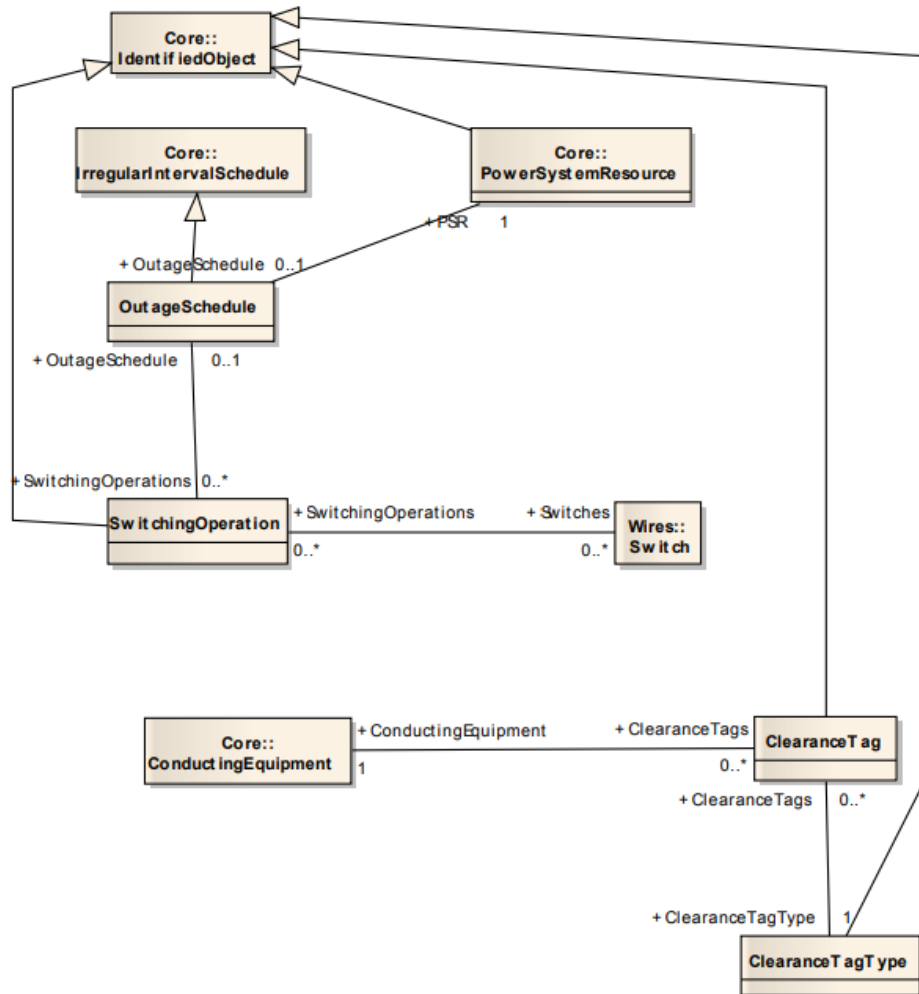 Core::
IdentifiedObject
Core::
IrregularIntervalSchedule
Core::
PowerSystemResource
+ PSR 1
+ OutageSchedule 0..1
OutageSchedule
+ OutageSchedule 0..1
+ SwitchingOperations 0..*
SwitchingOperation
+ SwitchingOperations
0..*
+ Switches
0..*
Wires::
Switch
Core::
ConductingEquipment
+ ConductingEquipment
1
+ ClearanceTags
0..*
ClearanceTag
+ ClearanceTags 0..*
+ ClearanceTagType 1
ClearanceTagType